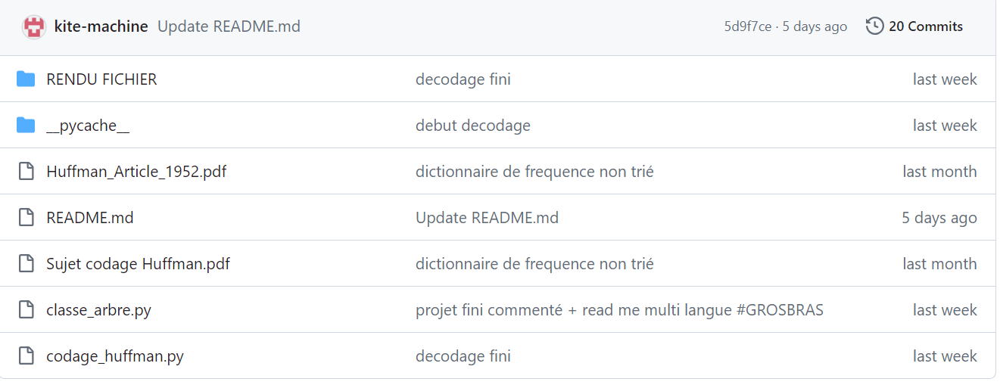 kite-machine Update README.md 5d9f7ce · 5 days ago 20 Commits
RENDU FICHIER decodage fini last week
__pycache__ debut decodage last week
Huffman_Article_1952.pdf dictionnaire de frequence non trié last month
README.md Update README.md 5 days ago
Sujet codage Huffman.pdf dictionnaire de frequence non trié last month
classe_arbre.py projet fini commenté + read me multi langue #GROSBRAS last week
codage_huffman.py decodage fini last week